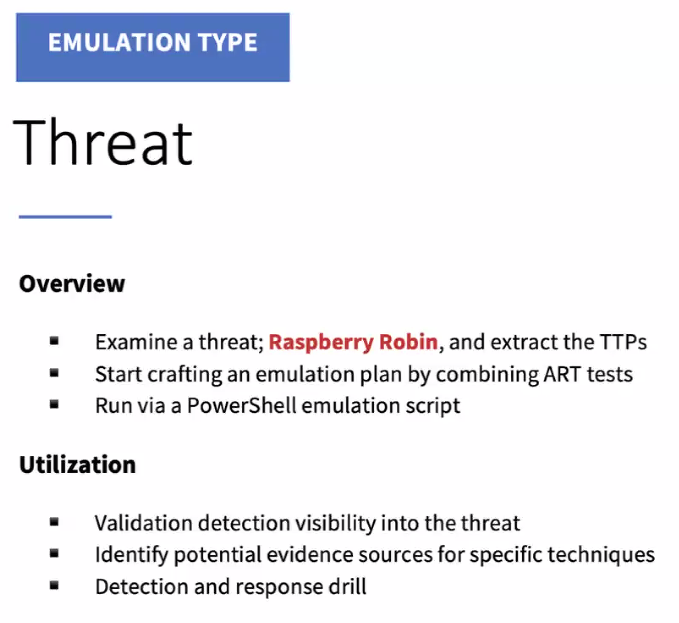 EMULATION TYPE
Threat
Overview
▪ Examine a threat; Raspberry Robin, and extract the TTPs
▪ Start crafting an emulation plan by combining ART tests
▪ Run via a PowerShell emulation script
Utilization
▪ Validation detection visibility into the threat
▪ Identify potential evidence sources for specific techniques
▪ Detection and response drill